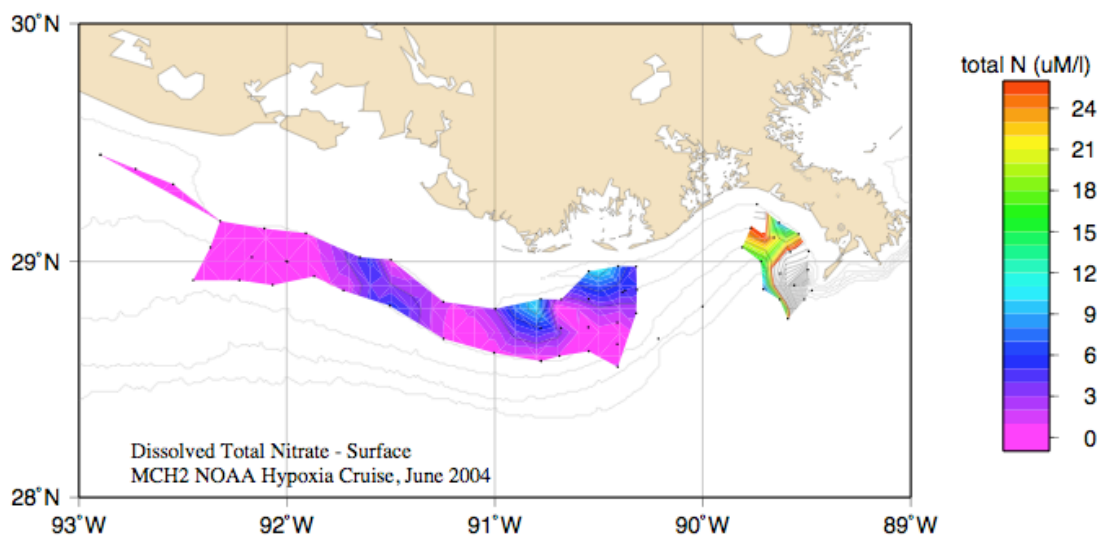 30°N
29°N
28°N
93°W
92°W
91°W
90°W
89°W
Dissolved Total Nitrate - Surface
MCH2 NOAA Hypoxia Cruise, June 2004
total N (uM/l)
24
21
18
15
12
9
6
3
0